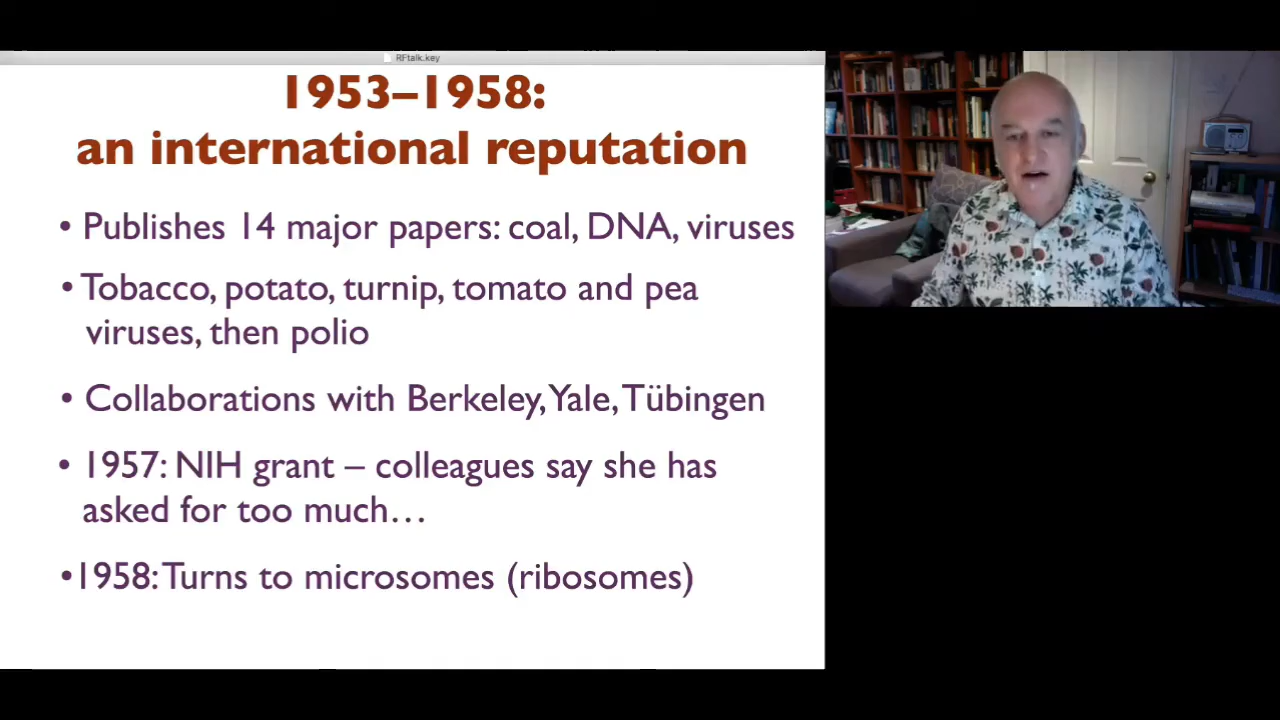 RFtalk.key
1953–1958:
an international reputation
• Publishes 14 major papers: coal, DNA, viruses
• Tobacco, potato, turnip, tomato and pea
viruses, then polio
• Collaborations with Berkeley, Yale, Tübingen
• 1957: NIH grant – colleagues say she has
asked for too much…
•1958: Turns to microsomes (ribosomes)